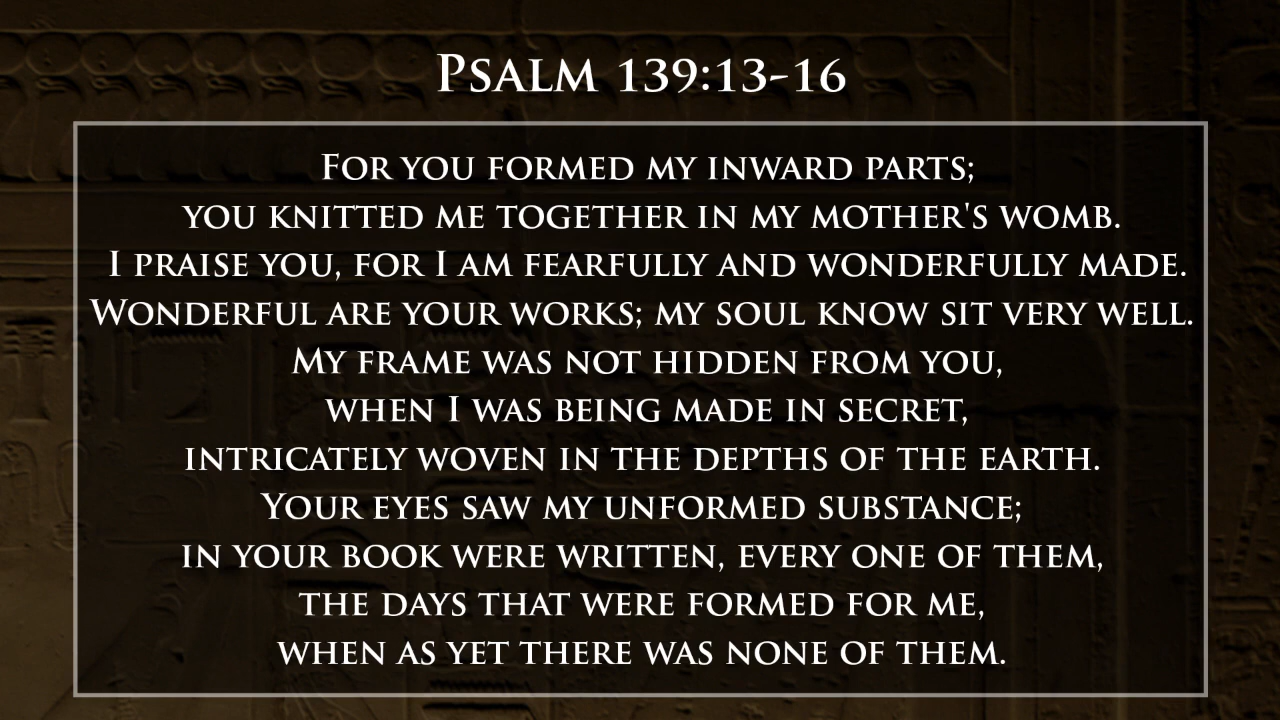 Psalm 139:13-16
For you formed my inward parts;
you knitted me together in my mother's womb.
I praise you, for I am fearfully and wonderfully made.
Wonderful are your works; my soul know sit very well.
My frame was not hidden from you,
when I was being made in secret,
intricately woven in the depths of the earth.
Your eyes saw my unformed substance;
in your book were written, every one of them,
the days that were formed for me,
when as yet there was none of them.